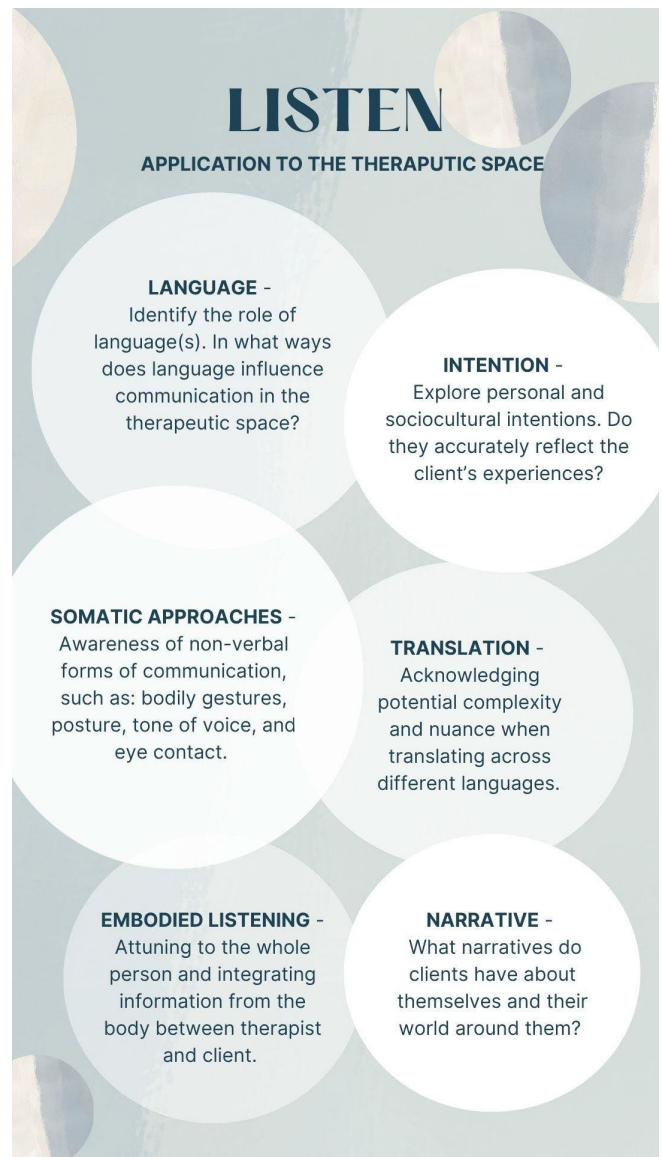 LISTEN
APPLICATION TO THE THERAPUTIC SPACE
LANGUAGE -
Identify the role of
language(s). In what ways
does language influence
communication in the
therapeutic space?
INTENTION -
Explore personal and
sociocultural intentions. Do
they accurately reflect the
client's experiences?
SOMATIC APPROACHES -
Awareness of non-verbal
forms of communication,
such as: bodily gestures,
posture, tone of voice, and
eye contact.
TRANSLATION -
Acknowledging
potential complexity
and nuance when
translating across
different languages.
EMBODIED LISTENING -
Attuning to the whole
person and integrating
information from the
body between therapist
and client.
NARRATIVE -
What narratives do
clients have about
themselves and their
world around them?